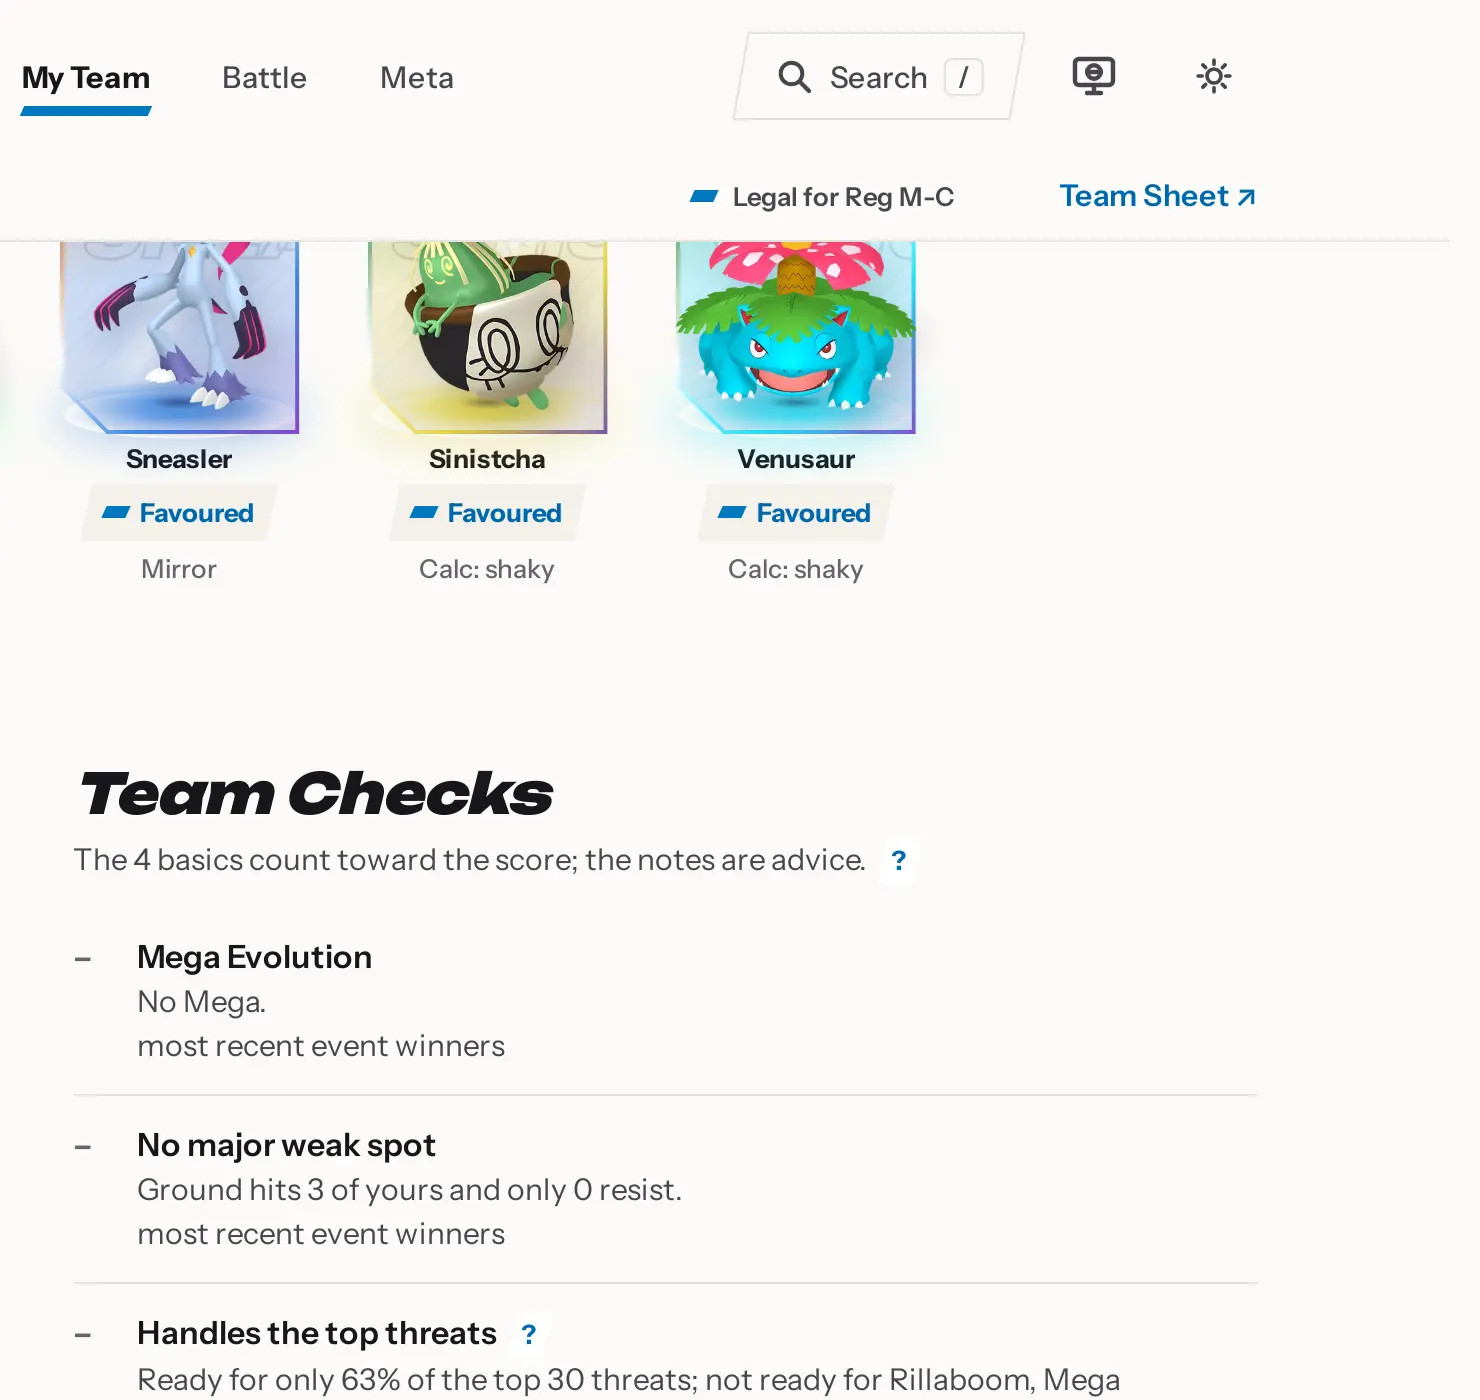 My Team
Battle
Meta
Search /
Legal for Reg M-C
Team Sheet ↗
Sneasler
Sinistcha
Venusaur
Favoured
Favoured
Favoured
Mirror
Calc: shaky
Calc: shaky
Team Checks
The 4 basics count toward the score; the notes are advice. ?
– Mega Evolution
No Mega.
most recent event winners
– No major weak spot
Ground hits 3 of yours and only 0 resist.
most recent event winners
– Handles the top threats ?
Ready for only 63% of the top 30 threats; not ready for Rillaboom, Mega